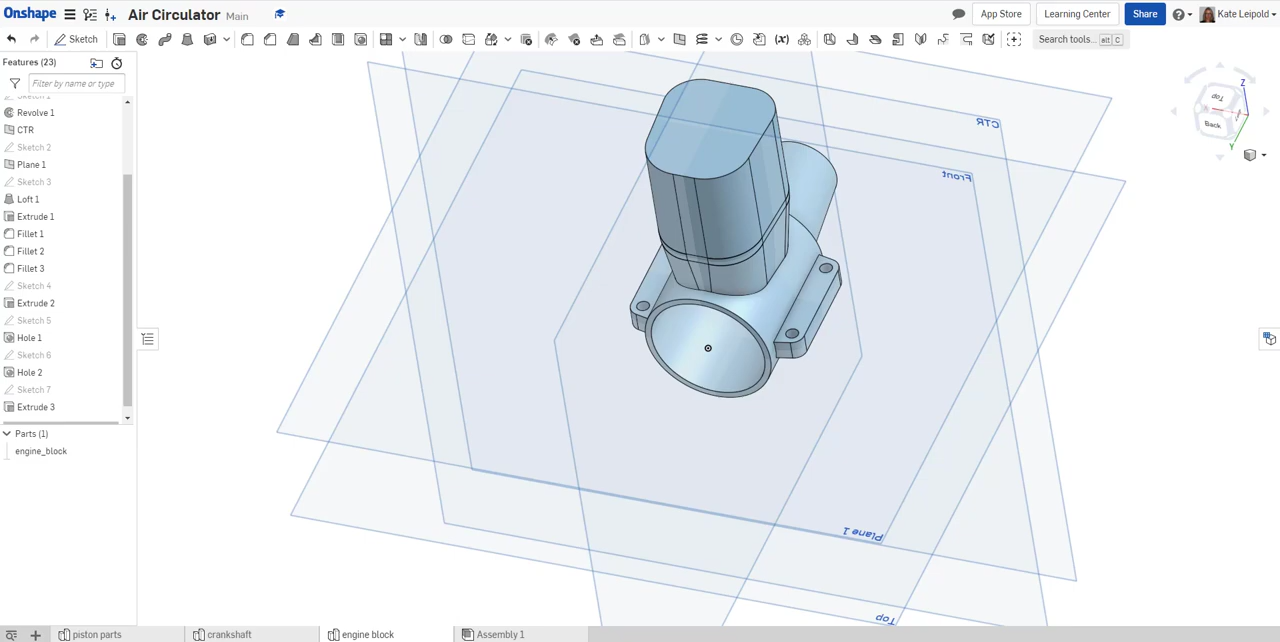 Onshape
Air Circulator Main
App Store
Learning Center
Share
Kate Leipold
Sketch
Search tools... alt C
Features (23)
Filter by name or type
Revolve 1
CTR
Sketch 2
Plane 1
Sketch 3
Loft 1
Extrude 1
Fillet 1
Fillet 2
Fillet 3
Sketch 4
Extrude 2
Sketch 5
Hole 1
Sketch 6
Hole 2
Sketch 7
Extrude 3
Parts (1)
engine_block
CTR
Front
Plane 1
Top
Z
Top
Back
Y
piston parts
crankshaft
engine block
Assembly 1